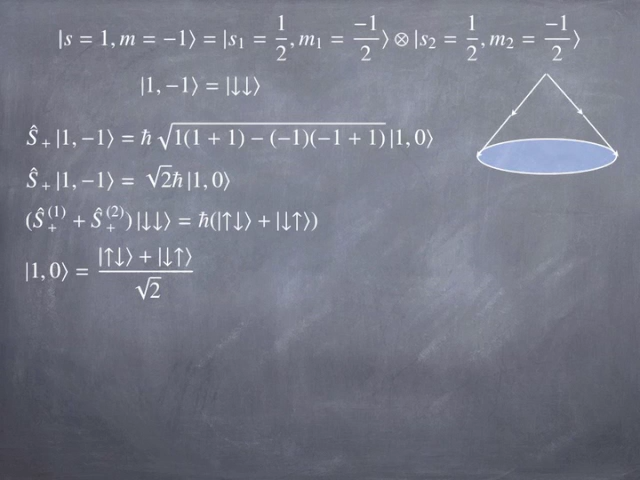 |s = 1, m = −1⟩ = |s₁ = 1/2, m₁ = −1/2⟩ ⊗ |s₂ = 1/2, m₂ = −1/2⟩
|1, −1⟩ = |↓↓⟩
Ŝ₊ |1, −1⟩ = ℏ √(1(1 + 1) − (−1)(−1 + 1)) |1, 0⟩
Ŝ₊ |1, −1⟩ = √2ℏ |1, 0⟩
(Ŝ₊⁽¹⁾ + Ŝ₊⁽²⁾) |↓↓⟩ = ℏ(|↑↓⟩ + |↓↑⟩)
|1, 0⟩ = (|↑↓⟩ + |↓↑⟩)/√2